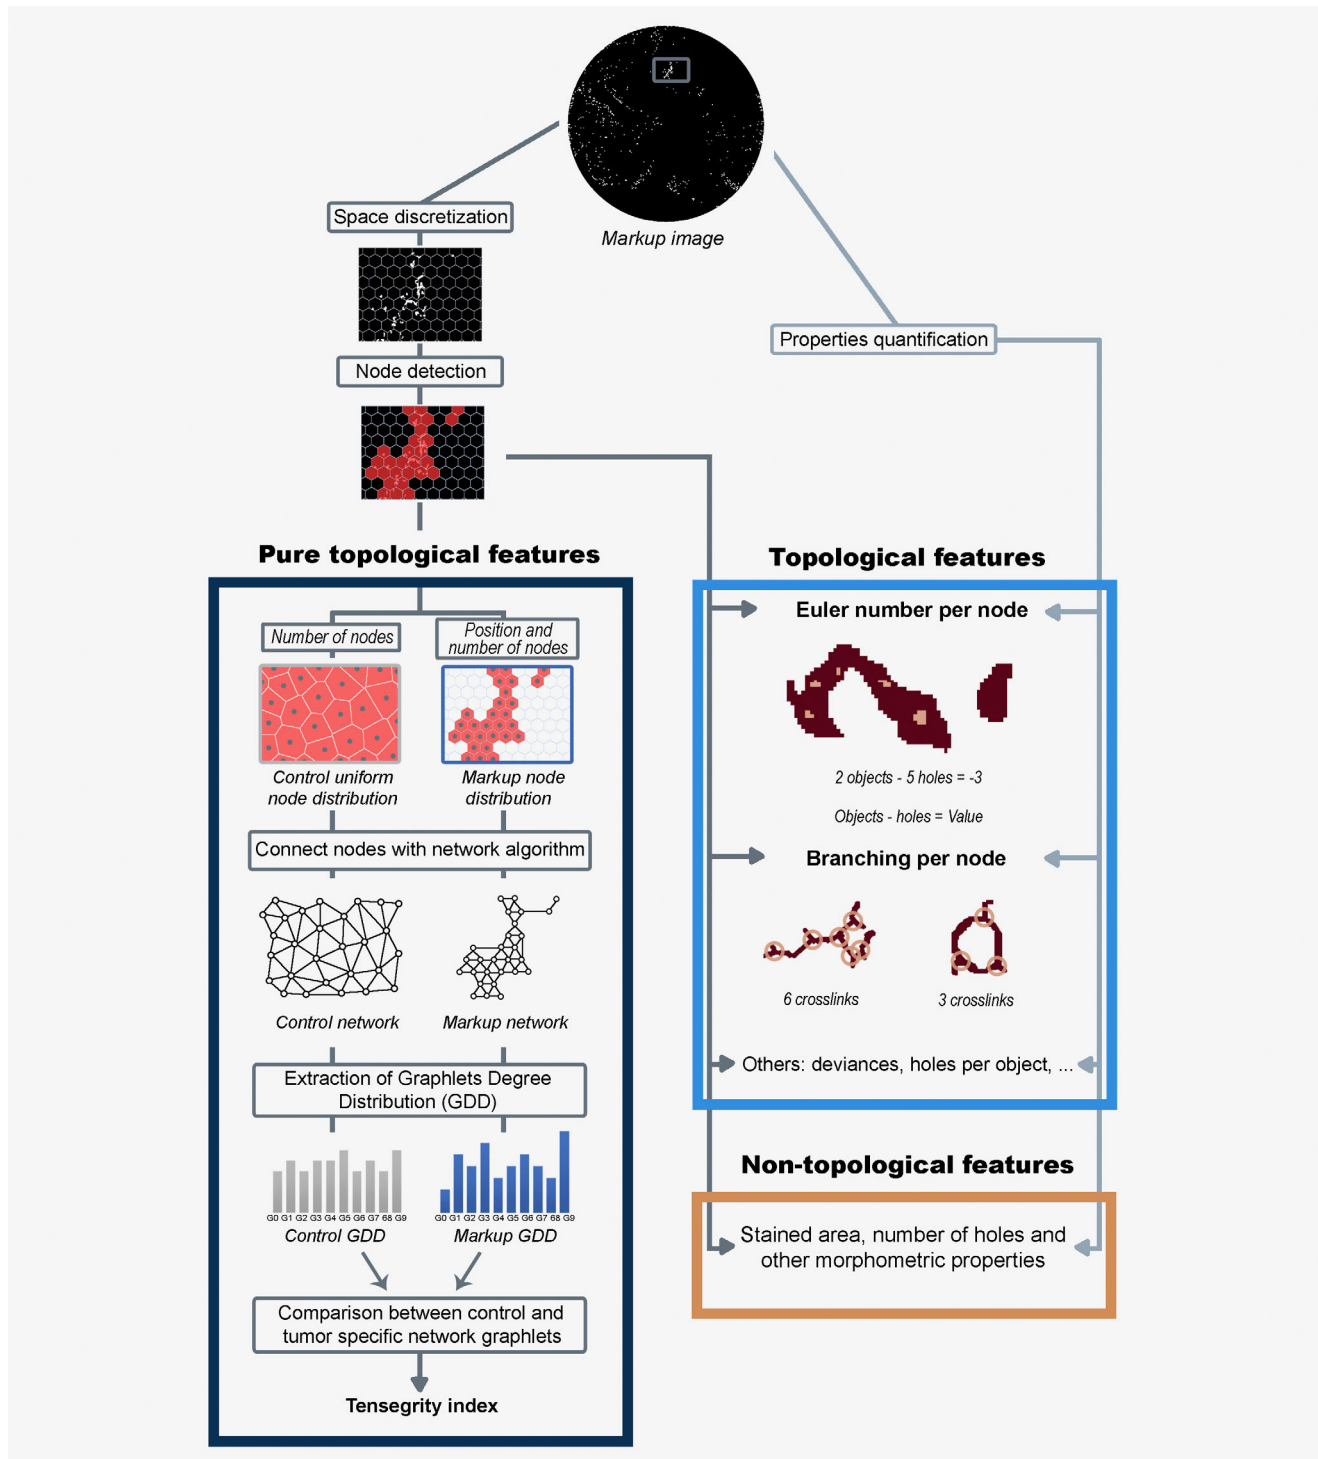 Markup image
Space discretization
Node detection
Properties quantification
Pure topological features
Number of nodes
Position and
number of nodes
Control uniform
node distribution
Markup node
distribution
Connect nodes with network algorithm
Control network
Markup network
Extraction of Graphlets Degree
Distribution (GDD)
G0 G1 G2 G3 G4 G5 G6 G7 68 G9
Control GDD
G0 G1 G2 G3 G4 G5 G6 G7 68 G9
Markup GDD
Comparison between control and
tumor specific network graphlets
Tensegrity index
Topological features
Euler number per node
2 objects - 5 holes = -3
Objects - holes = Value
Branching per node
6 crosslinks
3 crosslinks
Others: deviances, holes per object, ...
Non-topological features
Stained area, number of holes and
other morphometric properties